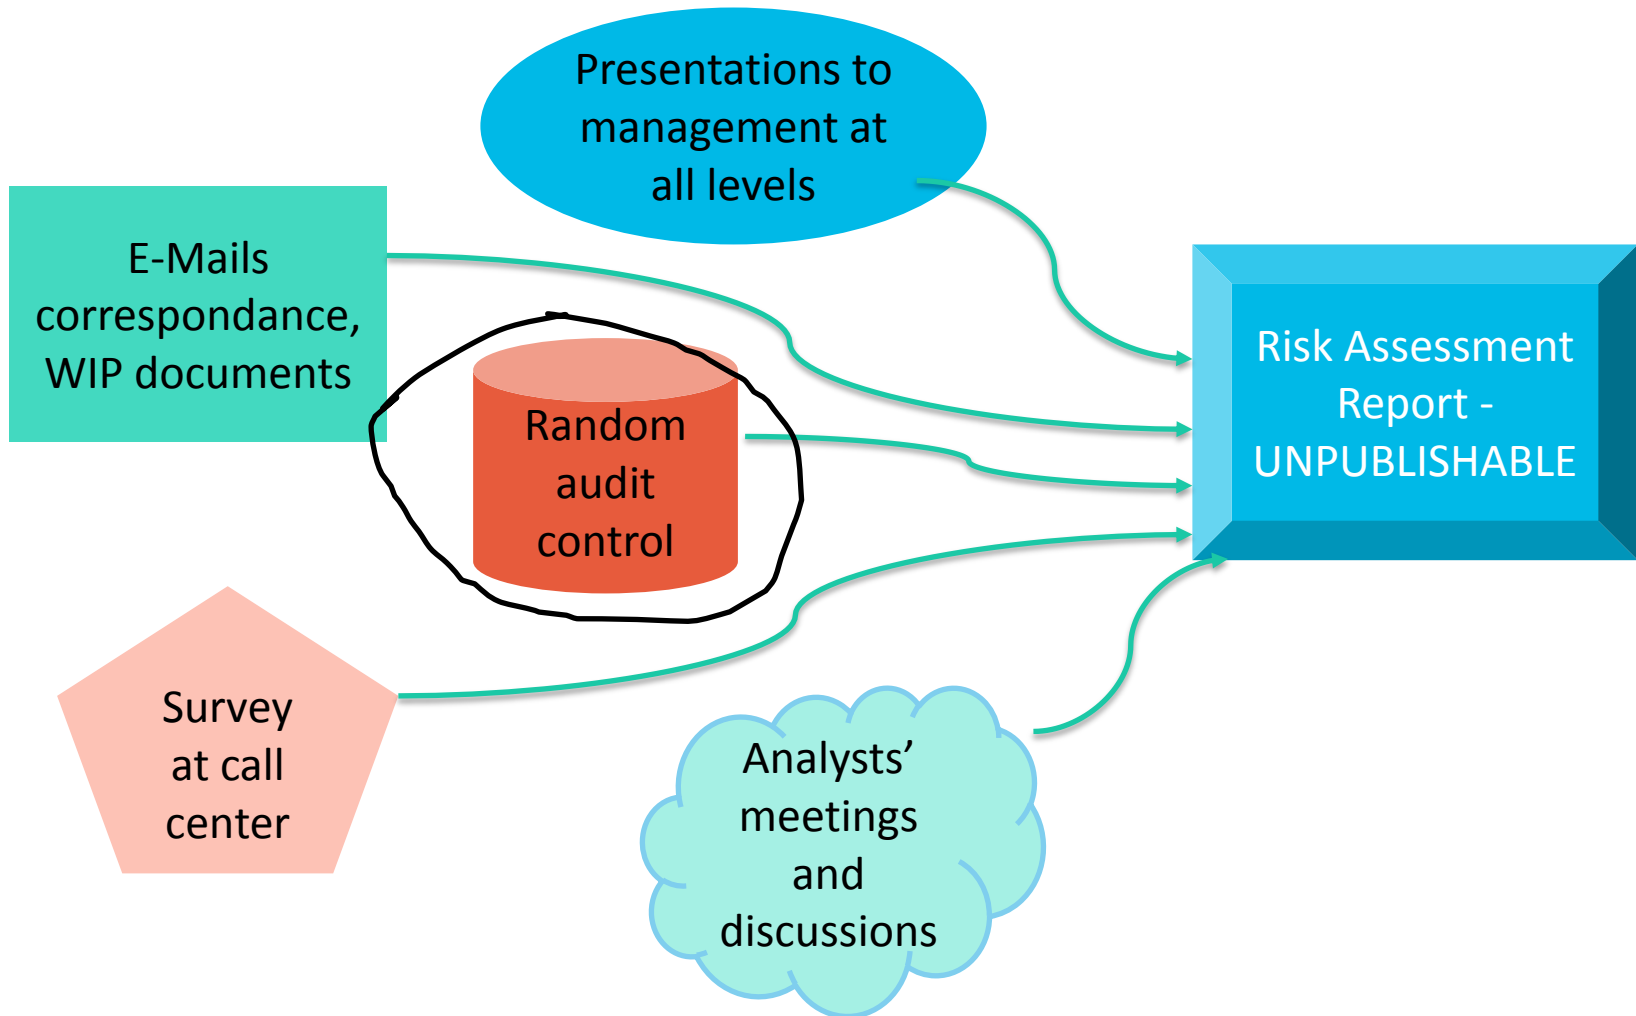 Presentations to
management at
all levels
E-Mails
correspondance,
WIP documents
Random
audit
control
Risk Assessment
Report -
UNPUBLISHABLE
Survey
at call
center
Analysts’
meetings
and
discussions